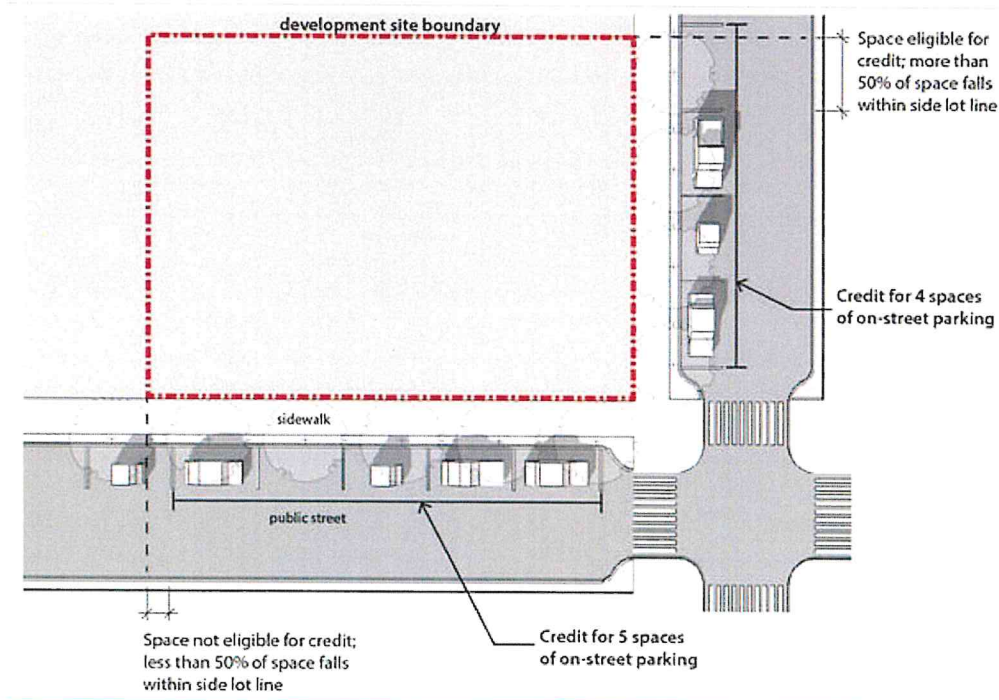 development site boundary
Space eligible for
credit; more than
50% of space falls
within side lot line
Credit for 4 spaces
of on-street parking
sidewalk
public street
Space not eligible for credit;
less than 50% of space falls
within side lot line
Credit for 5 spaces
of on-street parking